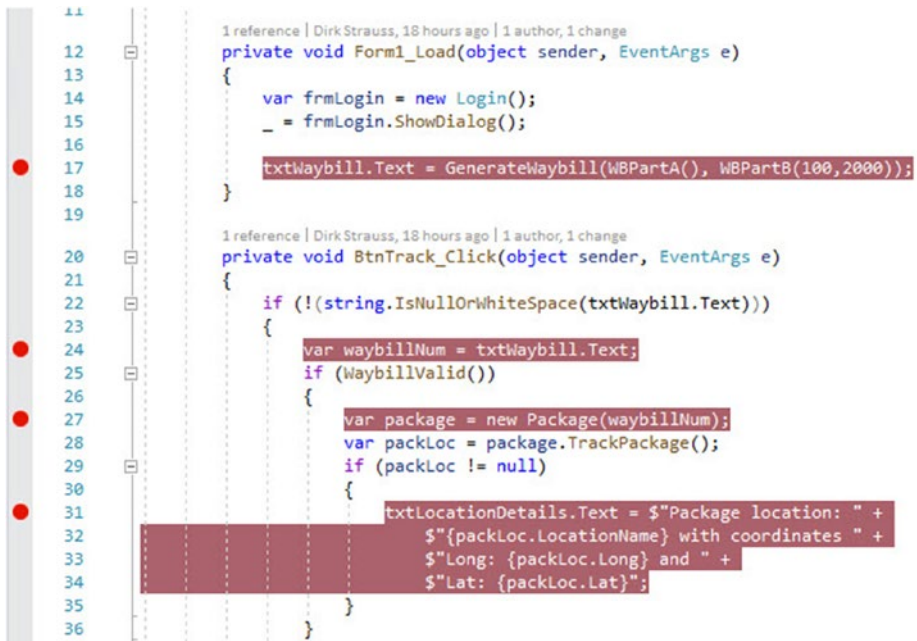 11
1 reference | Dirk Strauss, 18 hours ago | 1 author, 1 change
12 private void Form1_Load(object sender, EventArgs e)
13 {
14 var frmLogin = new Login();
15 _ = frmLogin.ShowDialog();
16
17 txtWaybill.Text = GenerateWaybill(WBPartA(), WBPartB(100,2000));
18 }
19
1 reference | Dirk Strauss, 18 hours ago | 1 author, 1 change
20 private void BtnTrack_Click(object sender, EventArgs e)
21 {
22 if (!(string.IsNullOrWhiteSpace(txtWaybill.Text)))
23 {
24 var waybillNum = txtWaybill.Text;
25 if (WaybillValid())
26 {
27 var package = new Package(waybillNum);
28 var packLoc = package.TrackPackage();
29 if (packLoc != null)
30 {
31 txtLocationDetails.Text = $"Package location: " +
32 $"{packLoc.LocationName} with coordinates " +
33 $"Long: {packLoc.Long} and " +
34 $"Lat: {packLoc.Lat}";
35 }
36 }